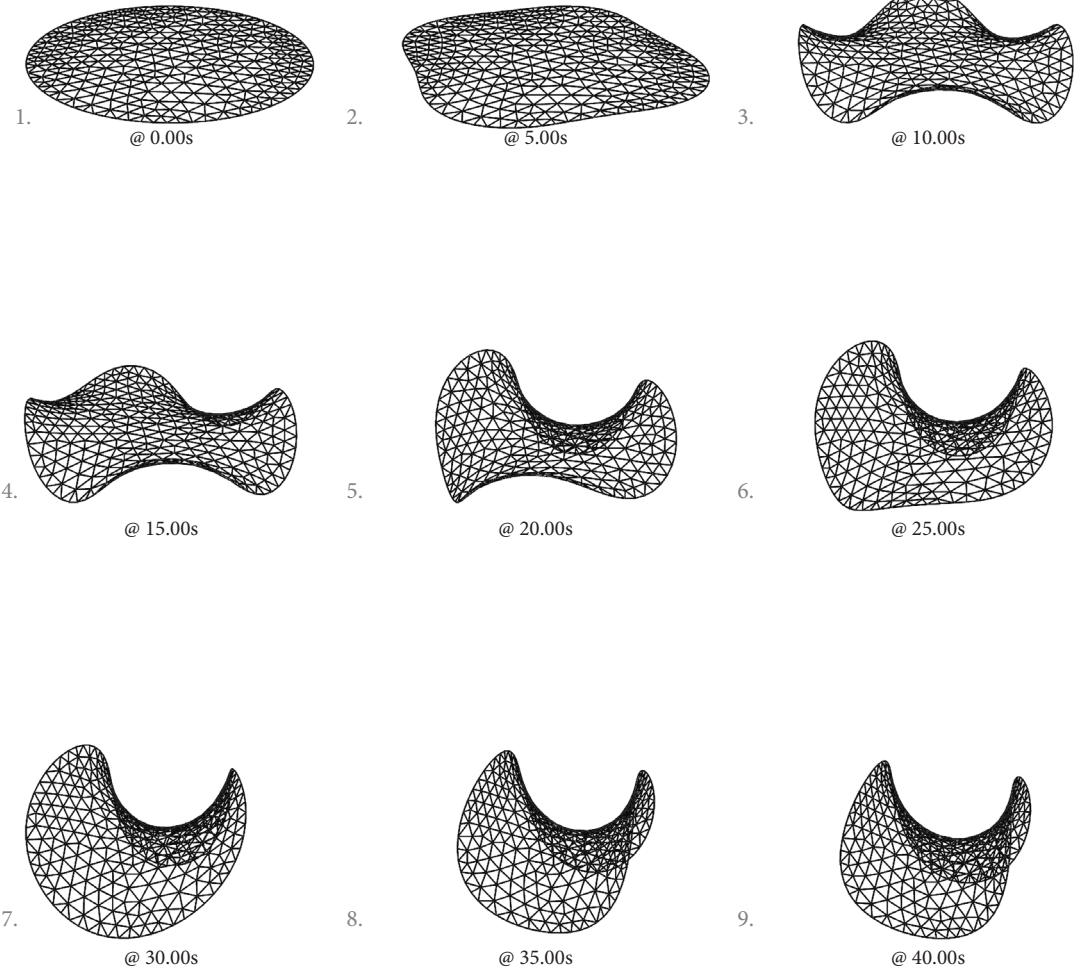 1.
@ 0.00s
2.
@ 5.00s
3.
@ 10.00s
4.
@ 15.00s
5.
@ 20.00s
6.
@ 25.00s
7.
@ 30.00s
8.
@ 35.00s
9.
@ 40.00s